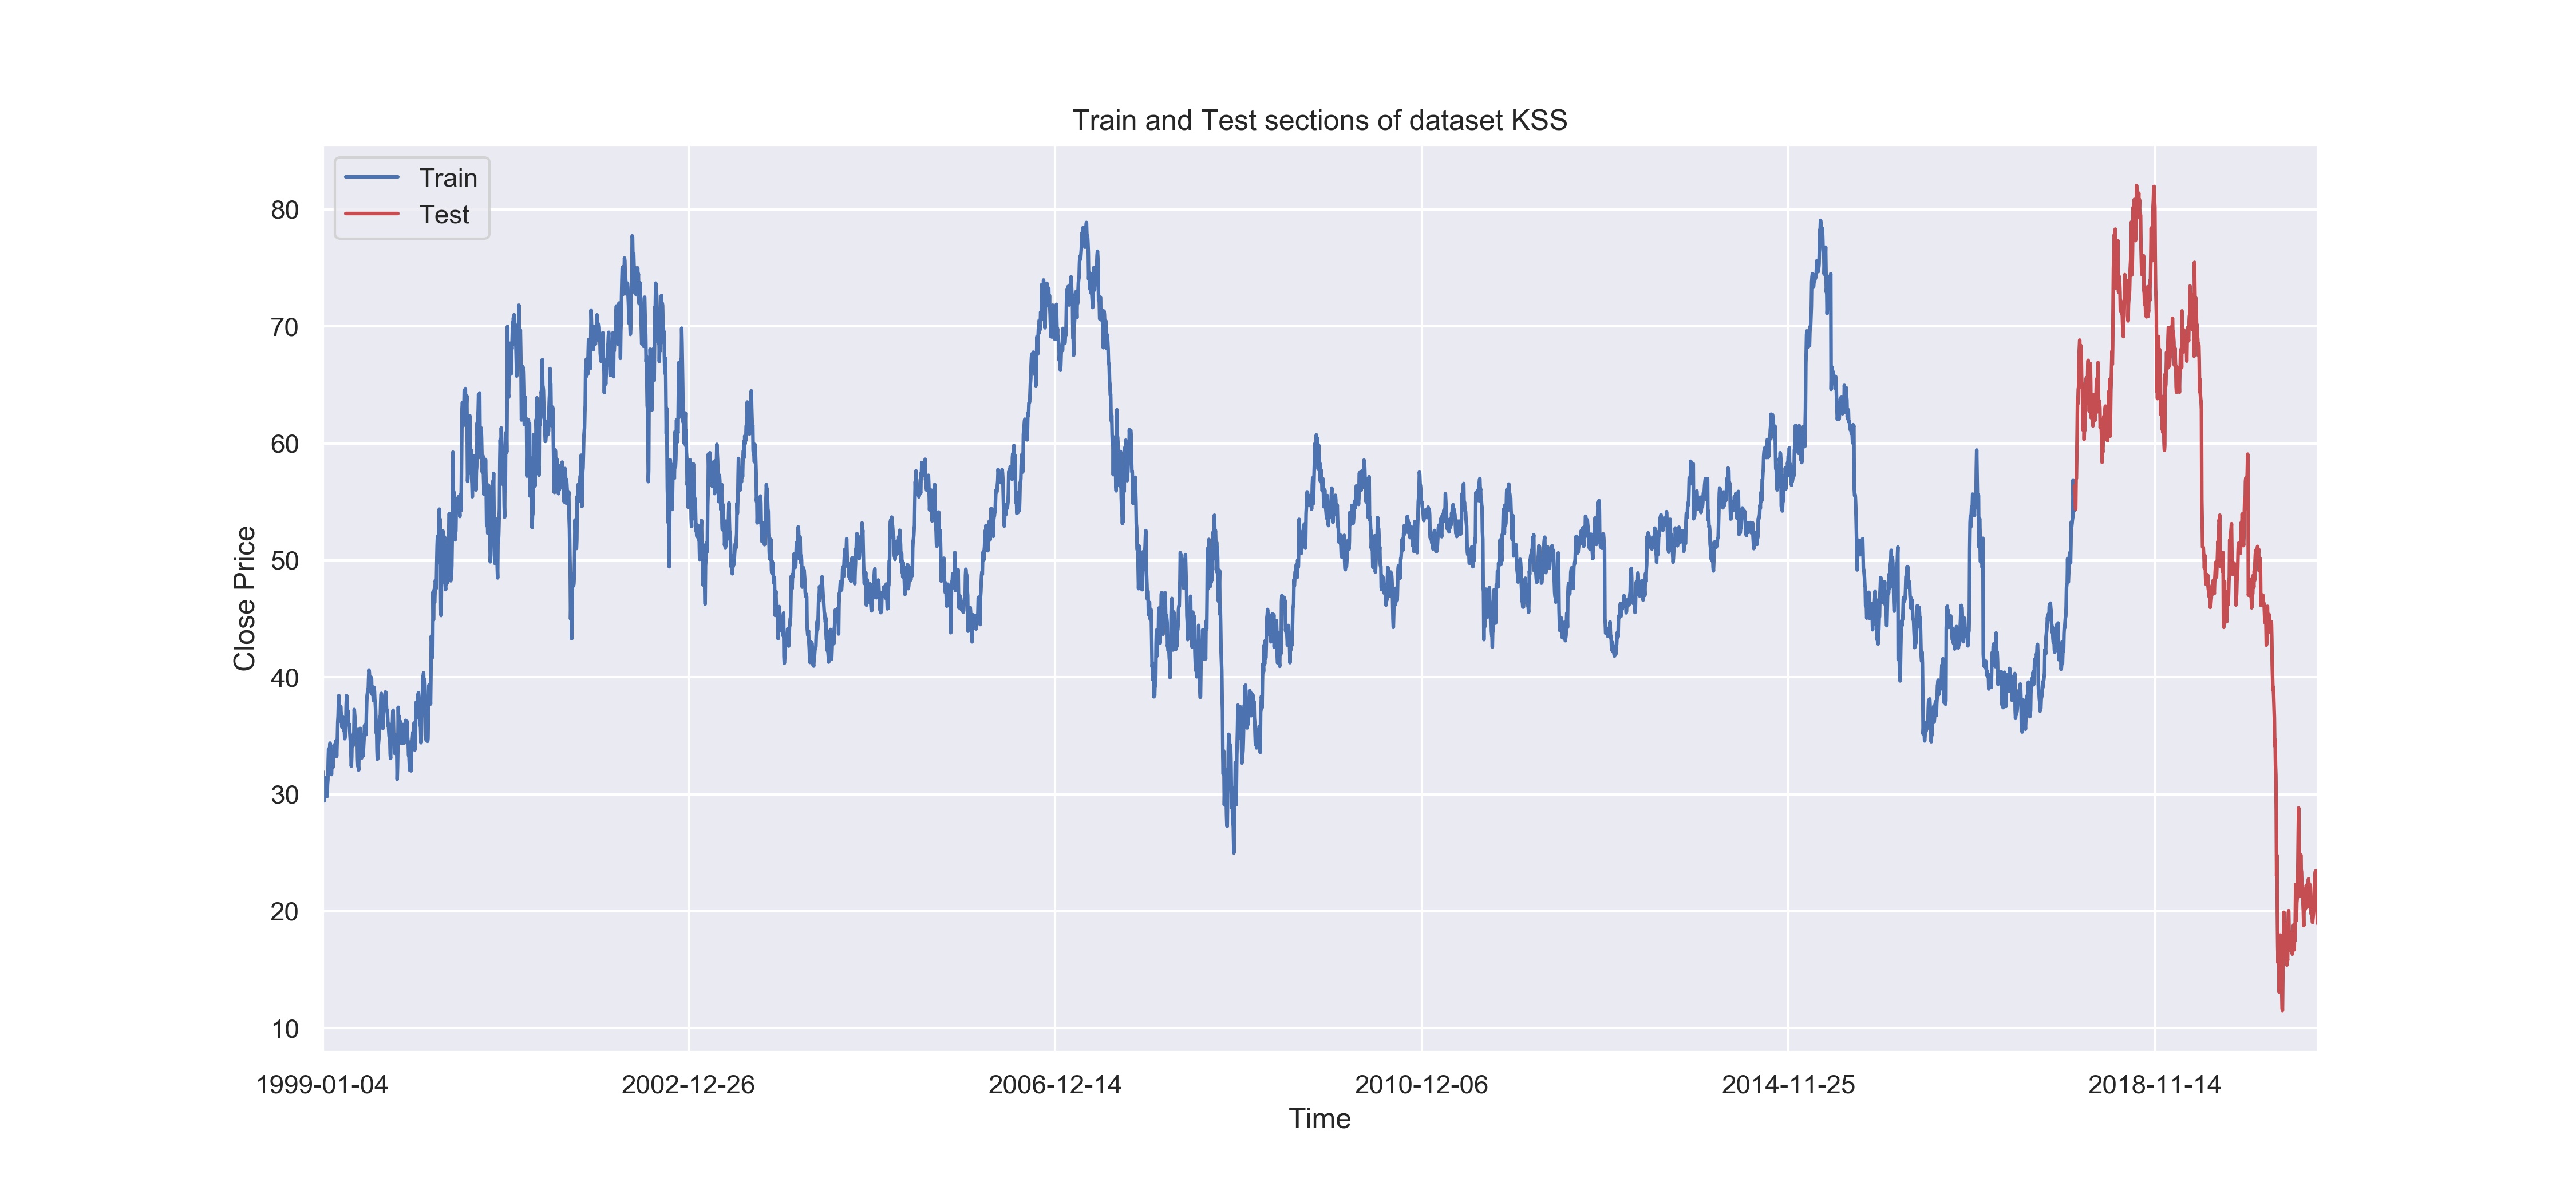 Train and Test sections of dataset KSS
Train
Test
80
70
60
50
40
30
20
10
Close Price
1999-01-04
2002-12-26
2006-12-14
2010-12-06
2014-11-25
2018-11-14
Time